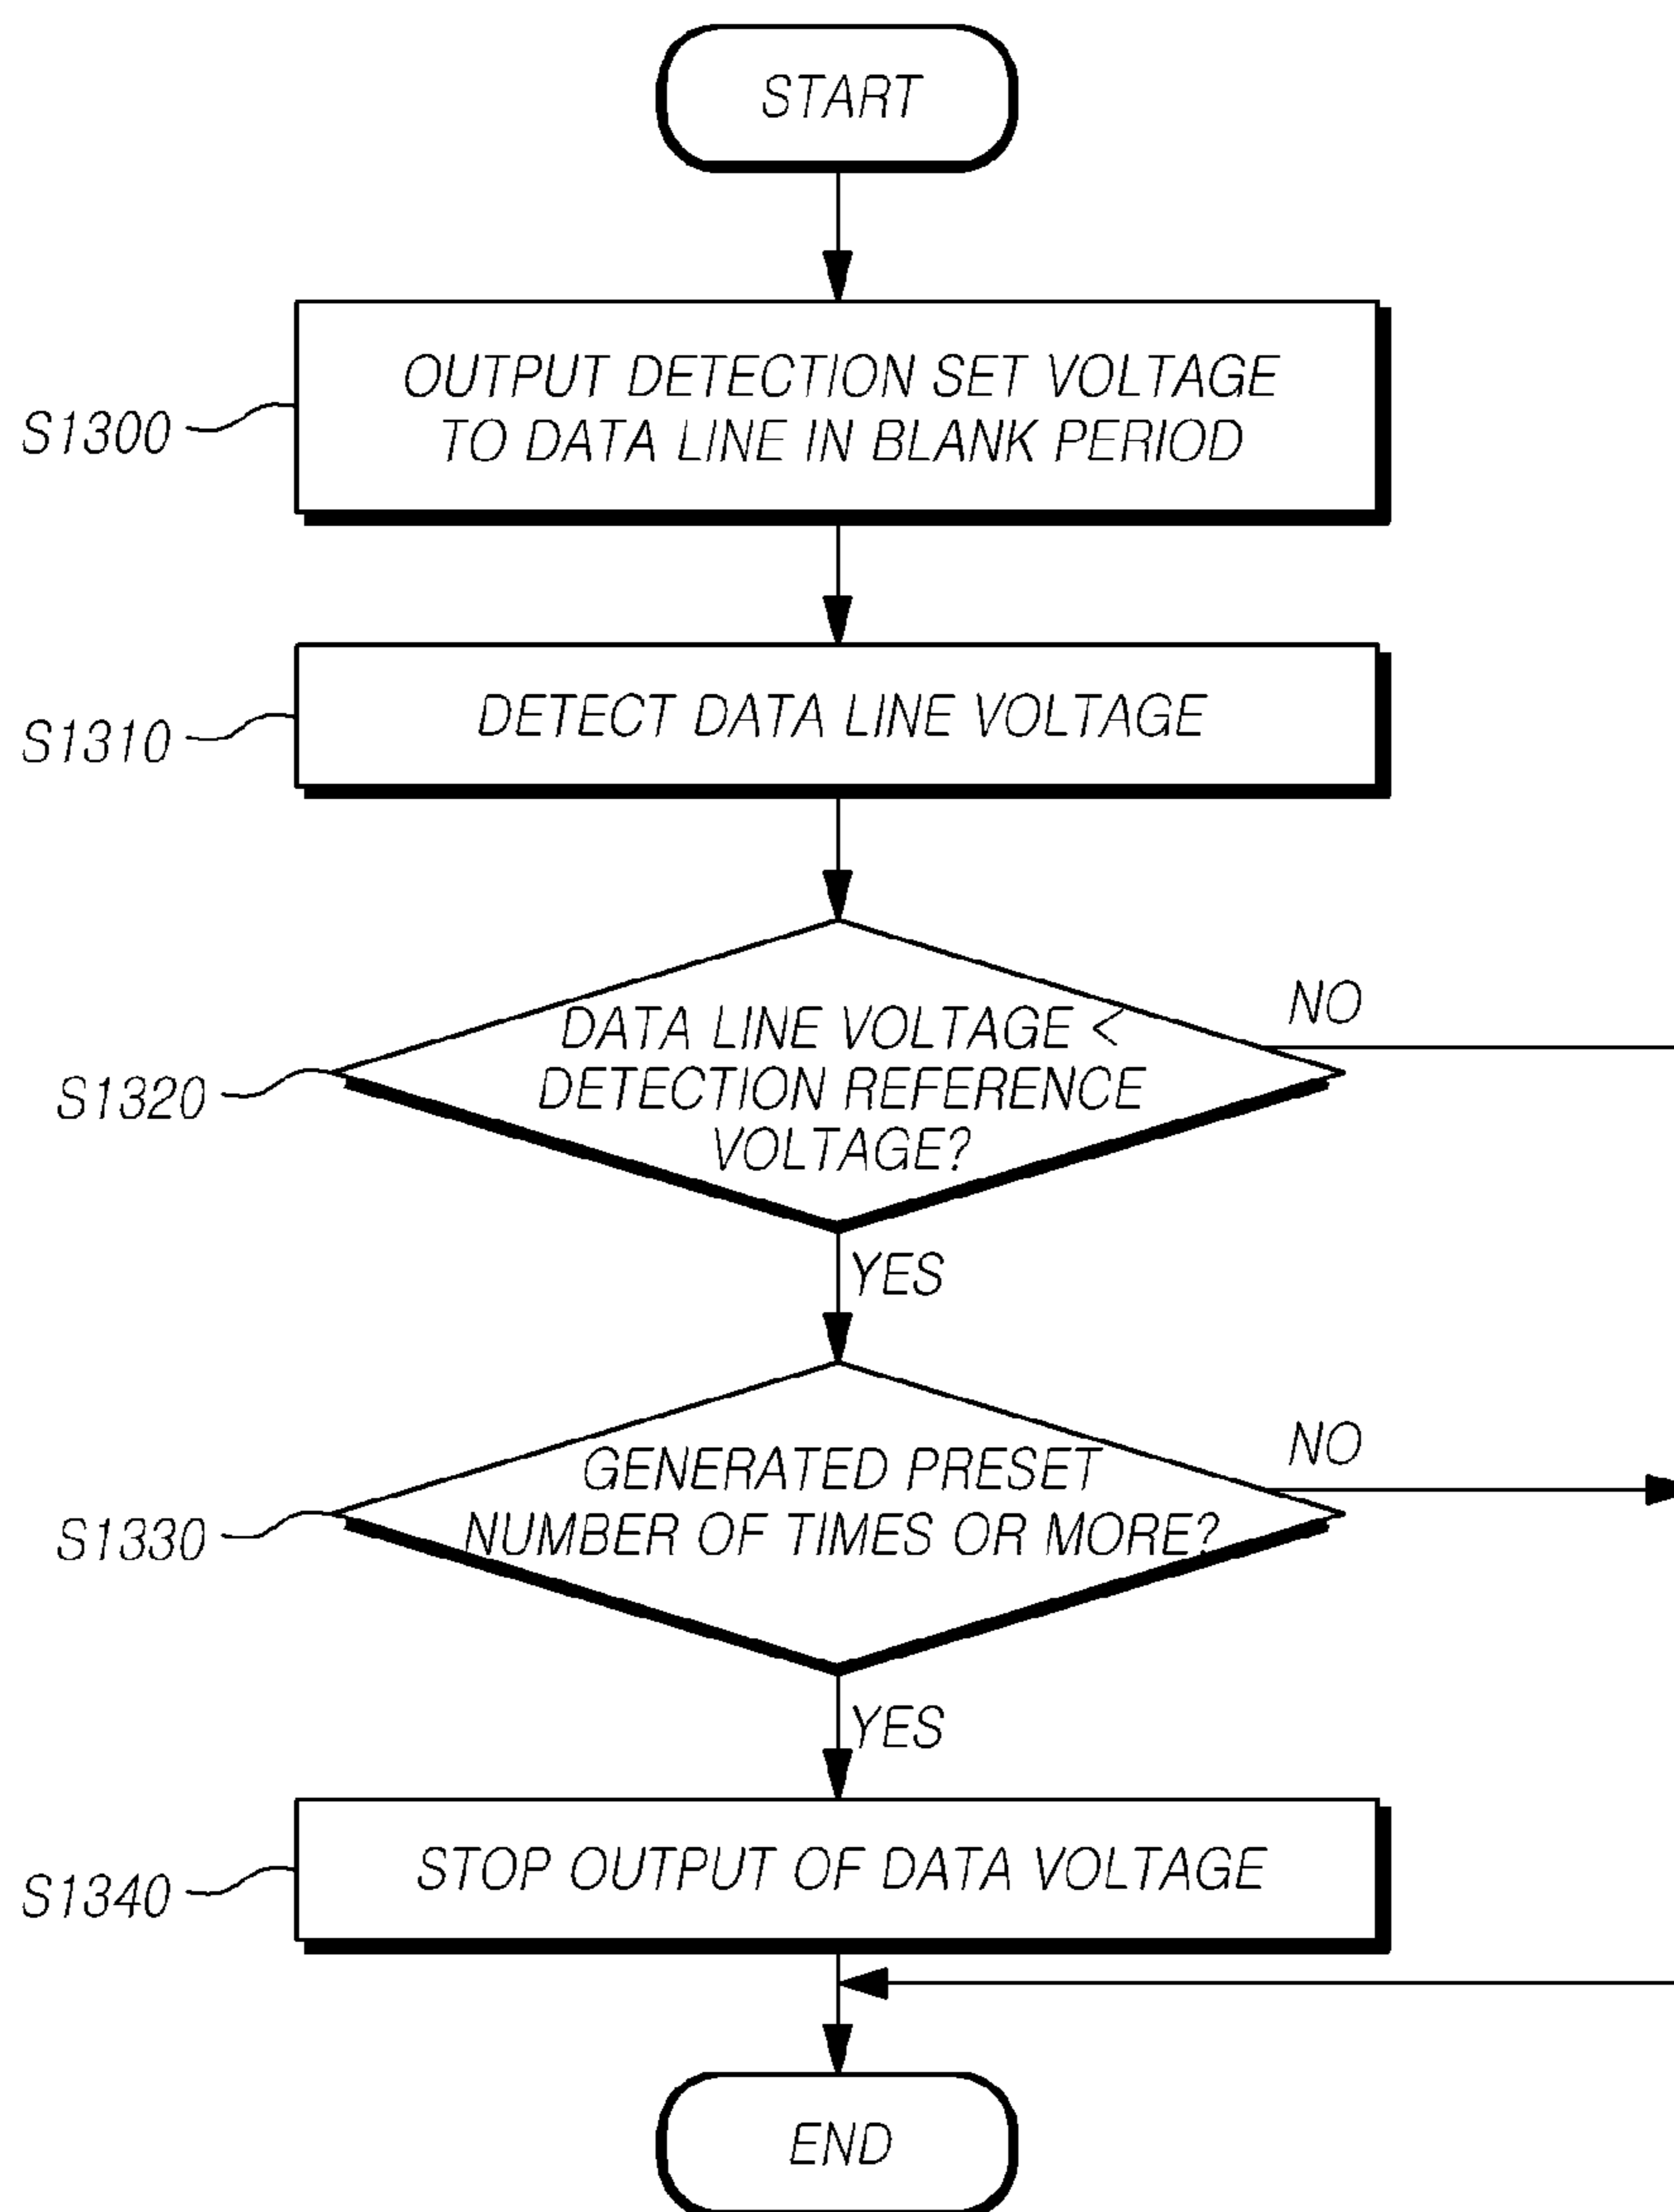 START
OUTPUT DETECTION SET VOLTAGE
TO DATA LINE IN BLANK PERIOD
S1300
DETECT DATA LINE VOLTAGE
S1310
DATA LINE VOLTAGE <
DETECTION REFERENCE
VOLTAGE?
NO
S1320
YES
GENERATED PRESET
NUMBER OF TIMES OR MORE?
NO
S1330
YES
STOP OUTPUT OF DATA VOLTAGE
S1340
END